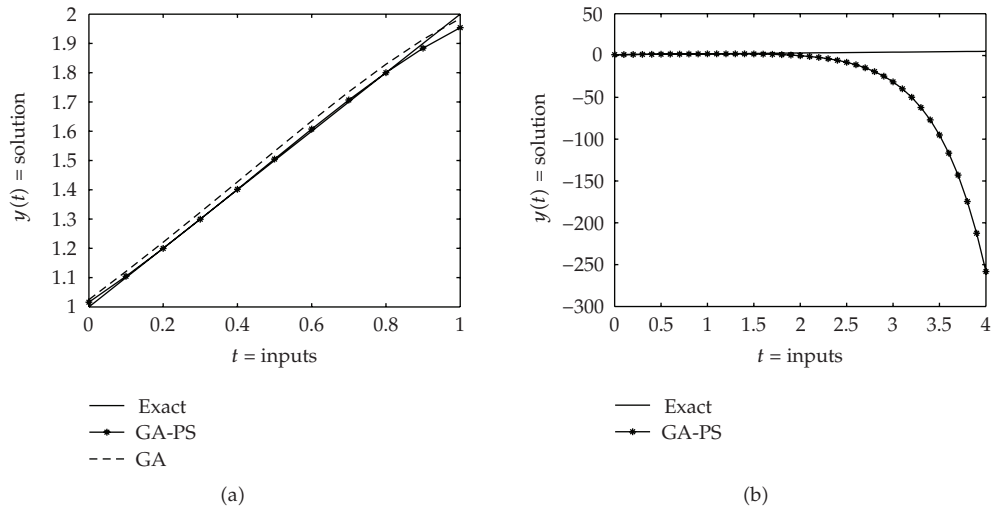 2
1.9
1.8
1.7
1.6
1.5
1.4
1.3
1.2
1.1
1
0 0.2 0.4 0.6 0.8 1
y(t) = solution
t = inputs
Exact
GA-PS
GA
(a)
50
0
−50
−100
−150
−200
−250
−300
0 0.5 1 1.5 2 2.5 3 3.5 4
y(t) = solution
t = inputs
Exact
GA-PS
(b)